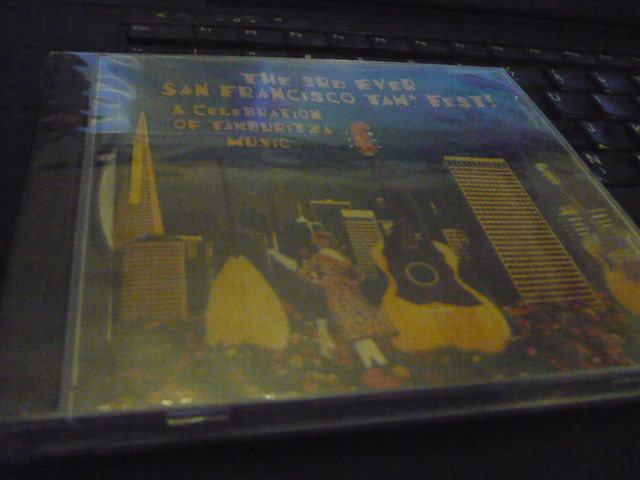 THE 3RD EVER
SAN FRANCISCO TAM* FEST!
A CELEBRATION
OF TAMBURITZA
MUSIC